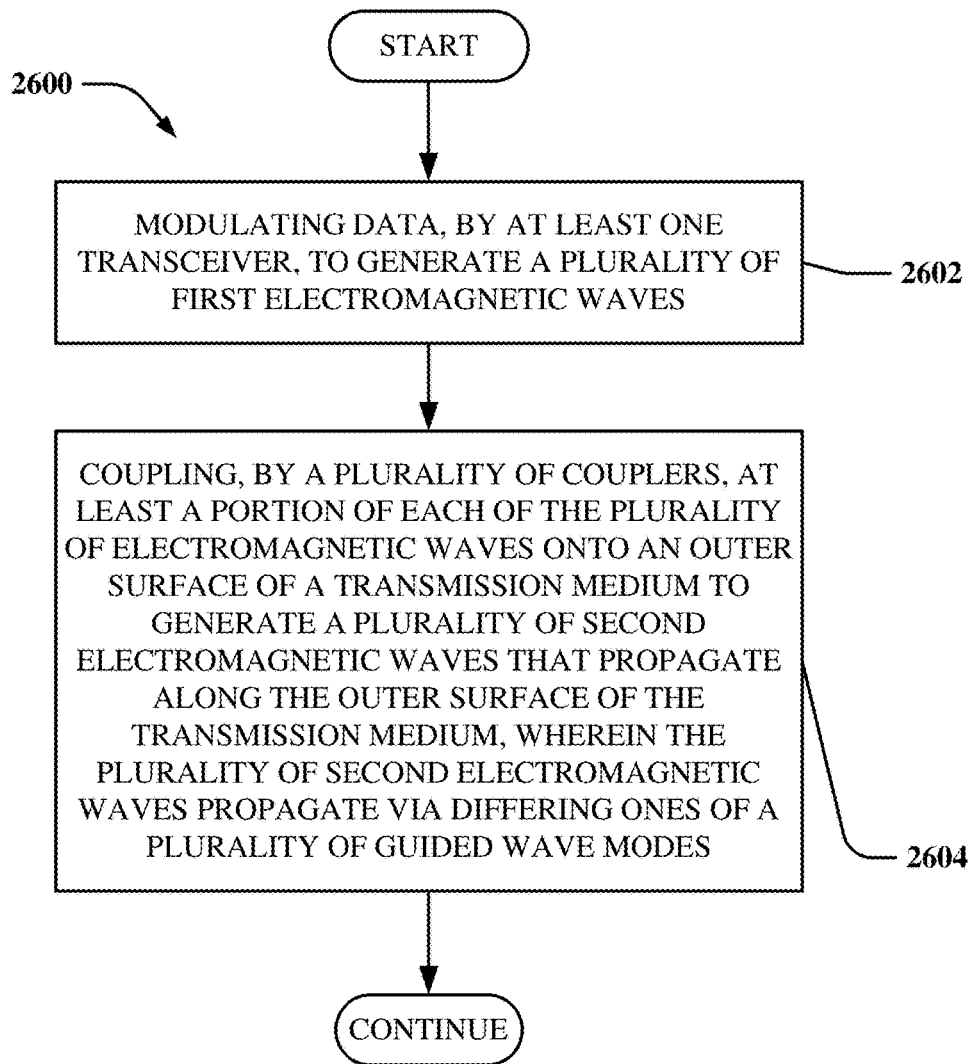 START
2600
MODULATING DATA, BY AT LEAST ONE
TRANSCEIVER, TO GENERATE A PLURALITY OF
FIRST ELECTROMAGNETIC WAVES
2602
COUPLING, BY A PLURALITY OF COUPLERS, AT
LEAST A PORTION OF EACH OF THE PLURALITY
OF ELECTROMAGNETIC WAVES ONTO AN OUTER
SURFACE OF A TRANSMISSION MEDIUM TO
GENERATE A PLURALITY OF SECOND
ELECTROMAGNETIC WAVES THAT PROPAGATE
ALONG THE OUTER SURFACE OF THE
TRANSMISSION MEDIUM, WHEREIN THE
PLURALITY OF SECOND ELECTROMAGNETIC
WAVES PROPAGATE VIA DIFFERING ONES OF A
PLURALITY OF GUIDED WAVE MODES
2604
CONTINUE